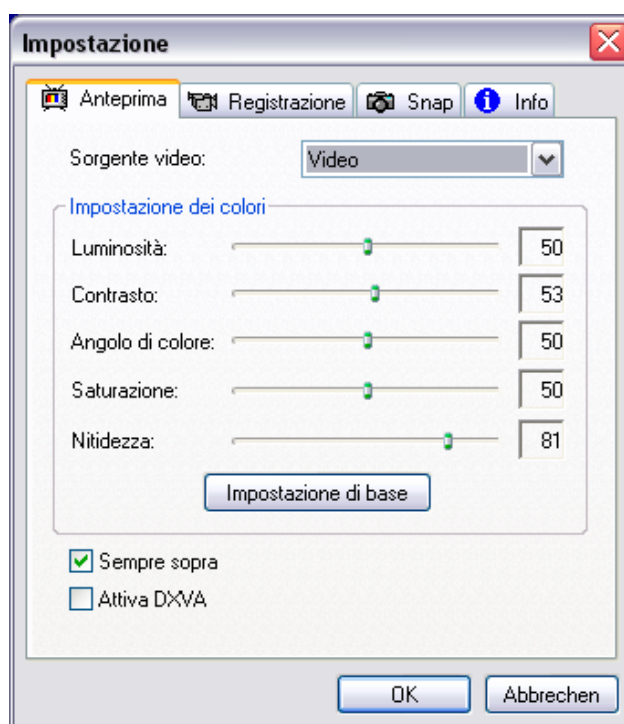 Impostazione
Anteprima Registrazione Snap Info
Sorgente video: Video
Impostazione dei colori
Luminosità: 50
Contrasto: 53
Angolo di colore: 50
Saturazione: 50
Nitidezza: 81
Impostazione di base
Sempre sopra
Attiva DXVA
OK Abbrechen